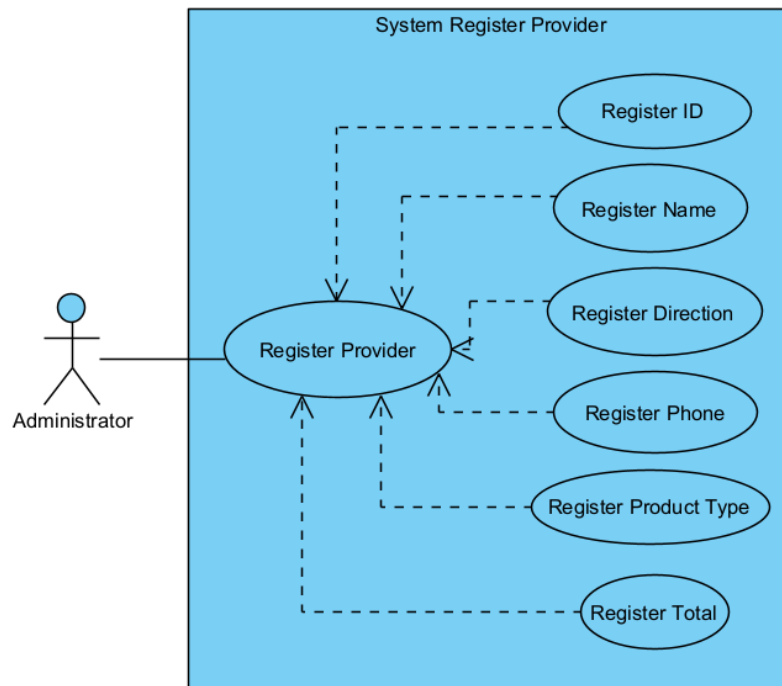 System Register Provider
Register ID
Register Name
Register Direction
Register Provider
Administrator
Register Phone
Register Product Type
Register Total